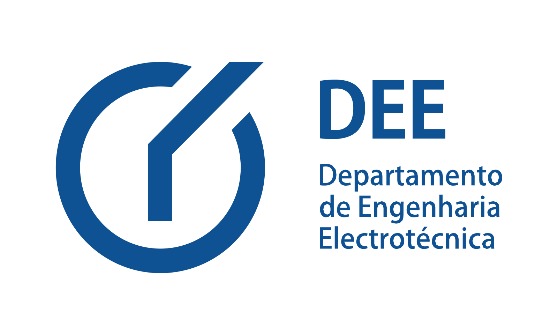 DEE
Departamento
de Engenharia
Electrotécnica